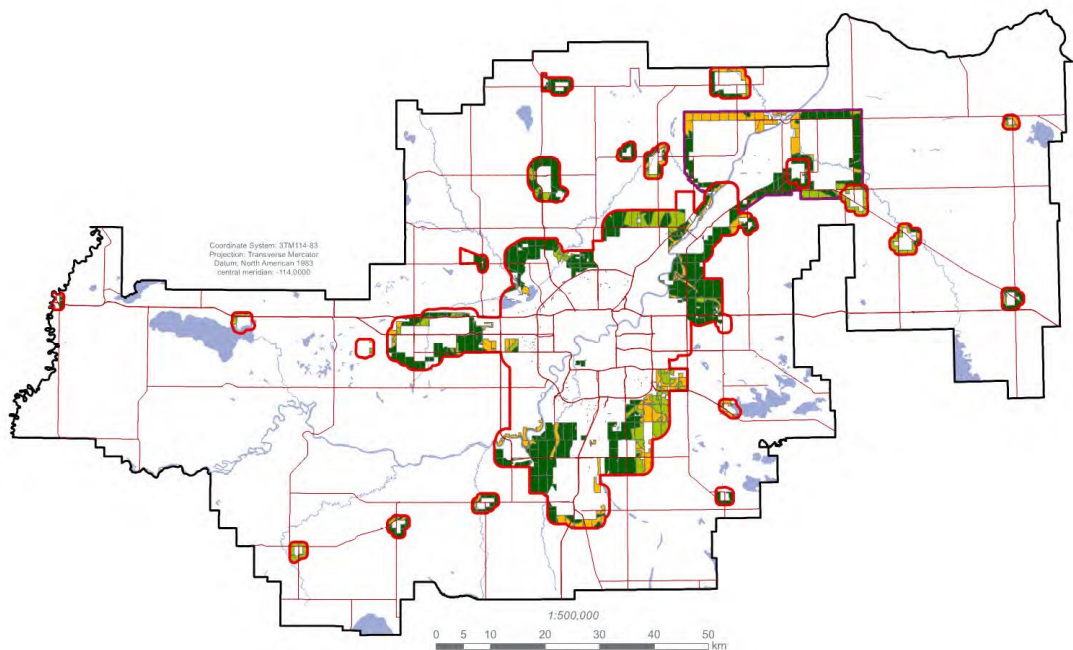 Coordinate System: 3TM114-83
Projection: Transverse Mercator
Datum: North American 1983
central meridian: -114.0000
1:500,000
0 5 10 20 30 40 50
km